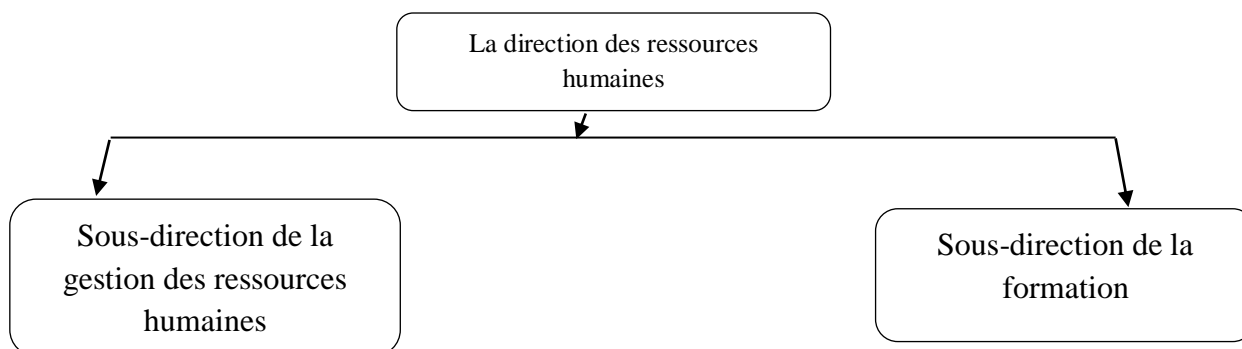 La direction des ressources
humaines
Sous-direction de la
gestion des ressources
humaines
Sous-direction de la
formation